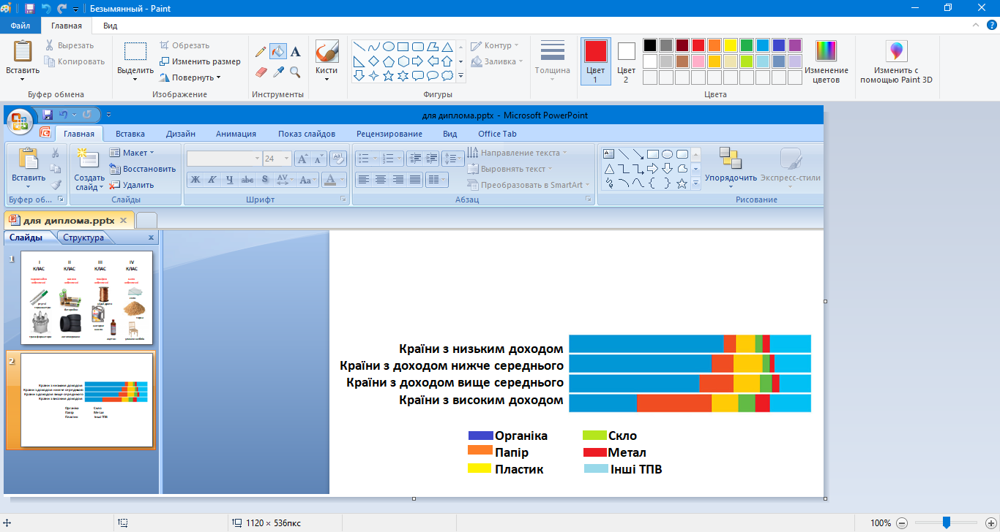 Безымянный - Paint
Файл Главная Вид
Вставить
Вырезать
Копировать
Буфер обмена
Выделить
Обрезать
Изменить размер
Повернуть
Изображение
A
Инструменты
Кисти
Контур
Заливка
Фигуры
Толщина
Цвет 1
Цвет 2
Цвета
Изменение цветов
Изменить с помощью Paint 3D
для диплома.pptx - Microsoft PowerPoint
Главная Вставка Дизайн Анимация Показ слайдов Рецензирование Вид Office Tab
Вставить
Буфер об...
Создать слайд
Макет
Восстановить
Удалить
Слайды
24
Ж К Ч abc S AV Aa A
Шрифт
Направление текста
Выровнять текст
Преобразовать в SmartArt
Абзац
Упорядочить
Экспресс-стили
Рисование
для диплома.pptx
Слайды Структура x
1
I II III IV
КЛАС КЛАС КЛАС КЛАС
2
Країни з низьким доходом
Країни з доходом нижче середнього
Країни з доходом вище середнього
Країни з високим доходом
Органіка Скло
Папір Метал
Пластик Інші ТПВ
Країни з низьким доходом
Країни з доходом нижче середнього
Країни з доходом вище середнього
Країни з високим доходом
Органіка Скло
Папір Метал
Пластик Інші ТПВ
1120 × 536пкс
100%